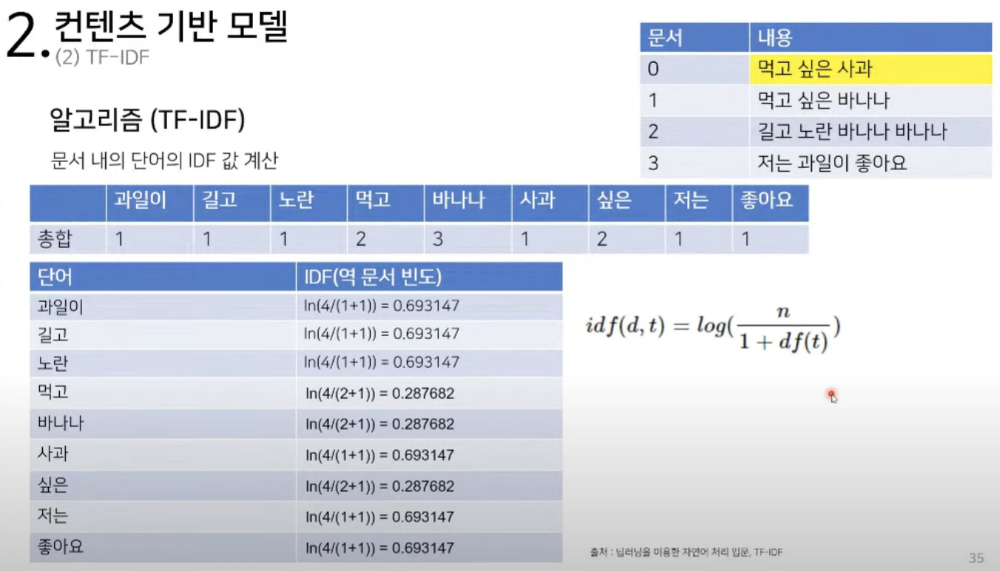 2. 컨텐츠 기반 모델
(2) TF-IDF
문서 내용
0 먹고 싶은 사과
1 먹고 싶은 바나나
2 길고 노란 바나나 바나나
3 저는 과일이 좋아요
알고리즘 (TF-IDF)
문서 내의 단어의 IDF 값 계산
과일이 길고 노란 먹고 바나나 사과 싶은 저는 좋아요
총합 1 1 1 2 3 1 2 1 1
단어 IDF(역 문서 빈도)
과일이 ln(4/(1+1)) = 0.693147
길고 ln(4/(1+1)) = 0.693147
노란 ln(4/(1+1)) = 0.693147
먹고 ln(4/(2+1)) = 0.287682
바나나 ln(4/(2+1)) = 0.287682
사과 ln(4/(1+1)) = 0.693147
싶은 ln(4/(2+1)) = 0.287682
저는 ln(4/(1+1)) = 0.693147
좋아요 ln(4/(1+1)) = 0.693147
idf(d, t) = log(n / (1 + df(t)))
출처 : 딥러닝을 이용한 자연어 처리 입문, TF-IDF
35